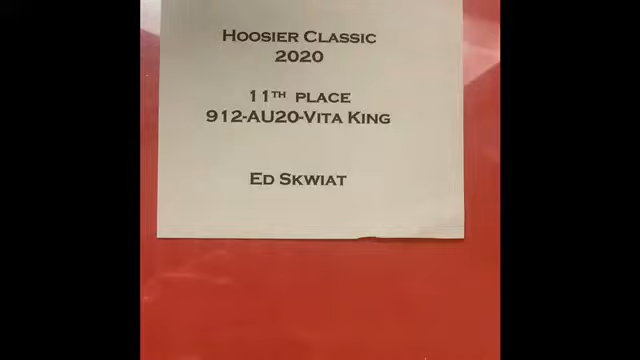 Hoosier Classic
2020
11TH PLACE
912-AU20-Vita King
Ed Skwiat